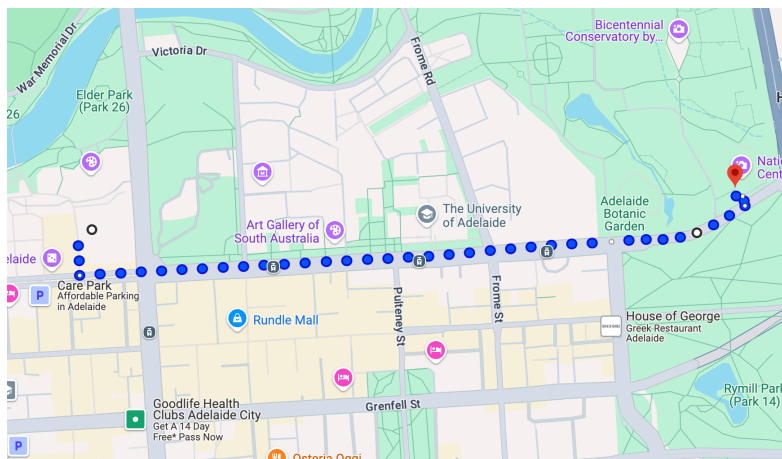 War Memorial Dr
Victoria Dr
Frome Rd
Bicentennial
Conservatory by...
Elder Park
(Park 26)
26
H
Natio
Cent
Art Gallery of
South Australia
The University
of Adelaide
Adelaide
Botanic
Garden
elaide
Care Park
Affordable Parking
in Adelaide
P
Rundle Mall
Pulteney St
Frome St
House of George
Greek Restaurant
Adelaide
Goodlife Health
Clubs Adelaide City
Get A 14 Day
Free* Pass Now
Grenfell St
Rymill Park
(Park 14)
P
Osteria Oggi